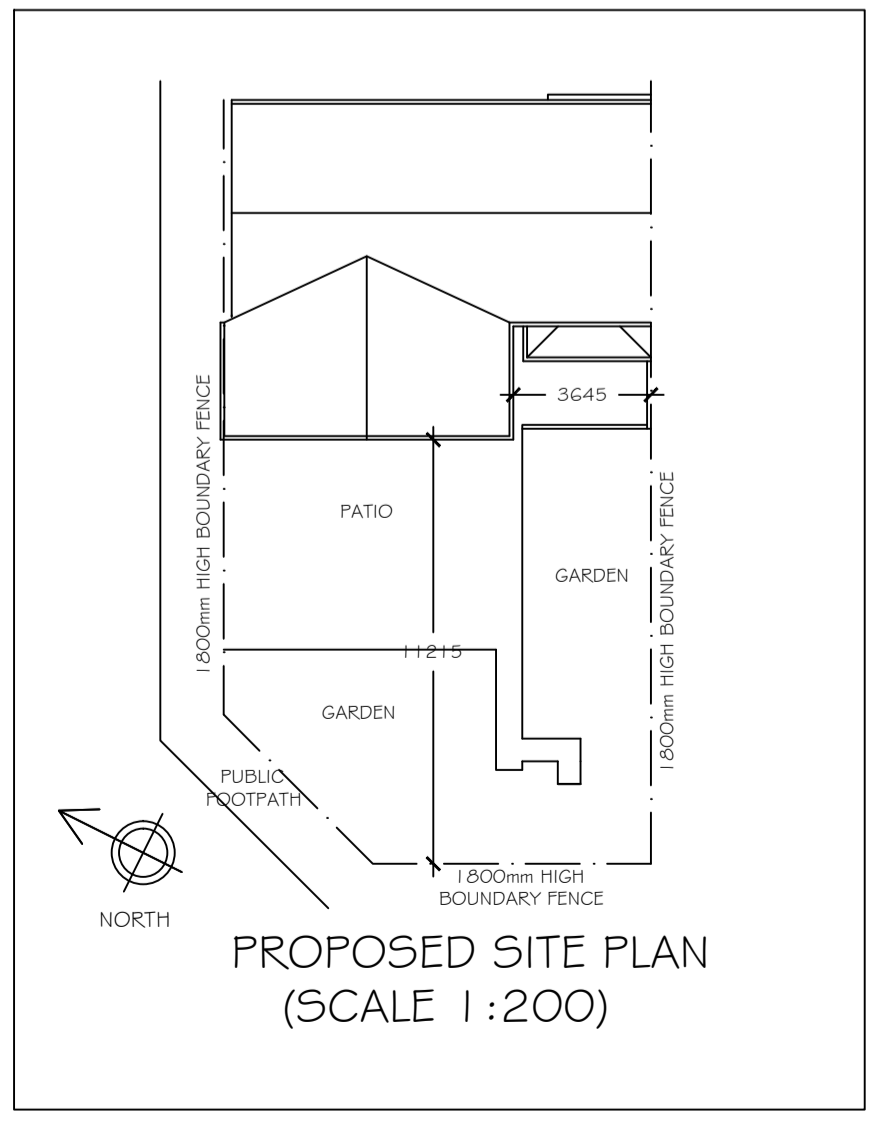 3645
1800mm HIGH BOUNDARY FENCE
PATIO
GARDEN
1800mm HIGH BOUNDARY FENCE
11215
GARDEN
PUBLIC
FOOTPATH
1800mm HIGH
BOUNDARY FENCE
NORTH
PROPOSED SITE PLAN
(SCALE 1:200)